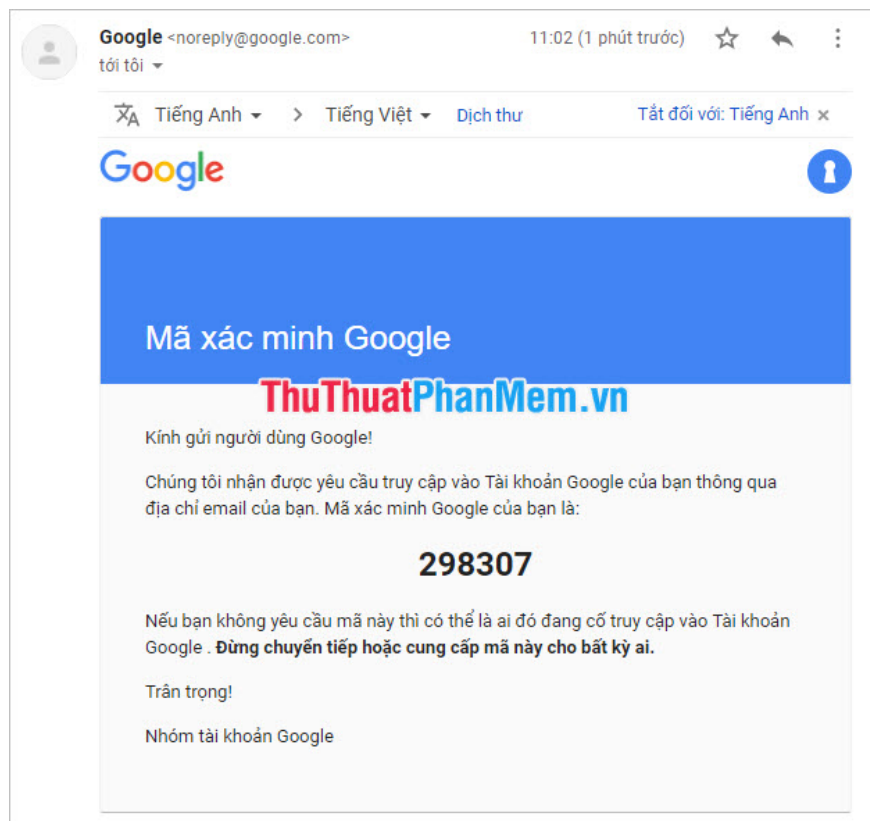 Google <noreply@google.com> 11:02 (1 phút trước)
tới tôi
Tiếng Anh > Tiếng Việt Dịch thư Tắt đối với: Tiếng Anh ×
Google
Mã xác minh Google
ThuThuatPhanMem.vn
Kính gửi người dùng Google!
Chúng tôi nhận được yêu cầu truy cập vào Tài khoản Google của bạn thông qua
địa chỉ email của bạn. Mã xác minh Google của bạn là:
298307
Nếu bạn không yêu cầu mã này thì có thể là ai đó đang cố truy cập vào Tài khoản
Google . Đừng chuyển tiếp hoặc cung cấp mã này cho bất kỳ ai.
Trân trọng!
Nhóm tài khoản Google